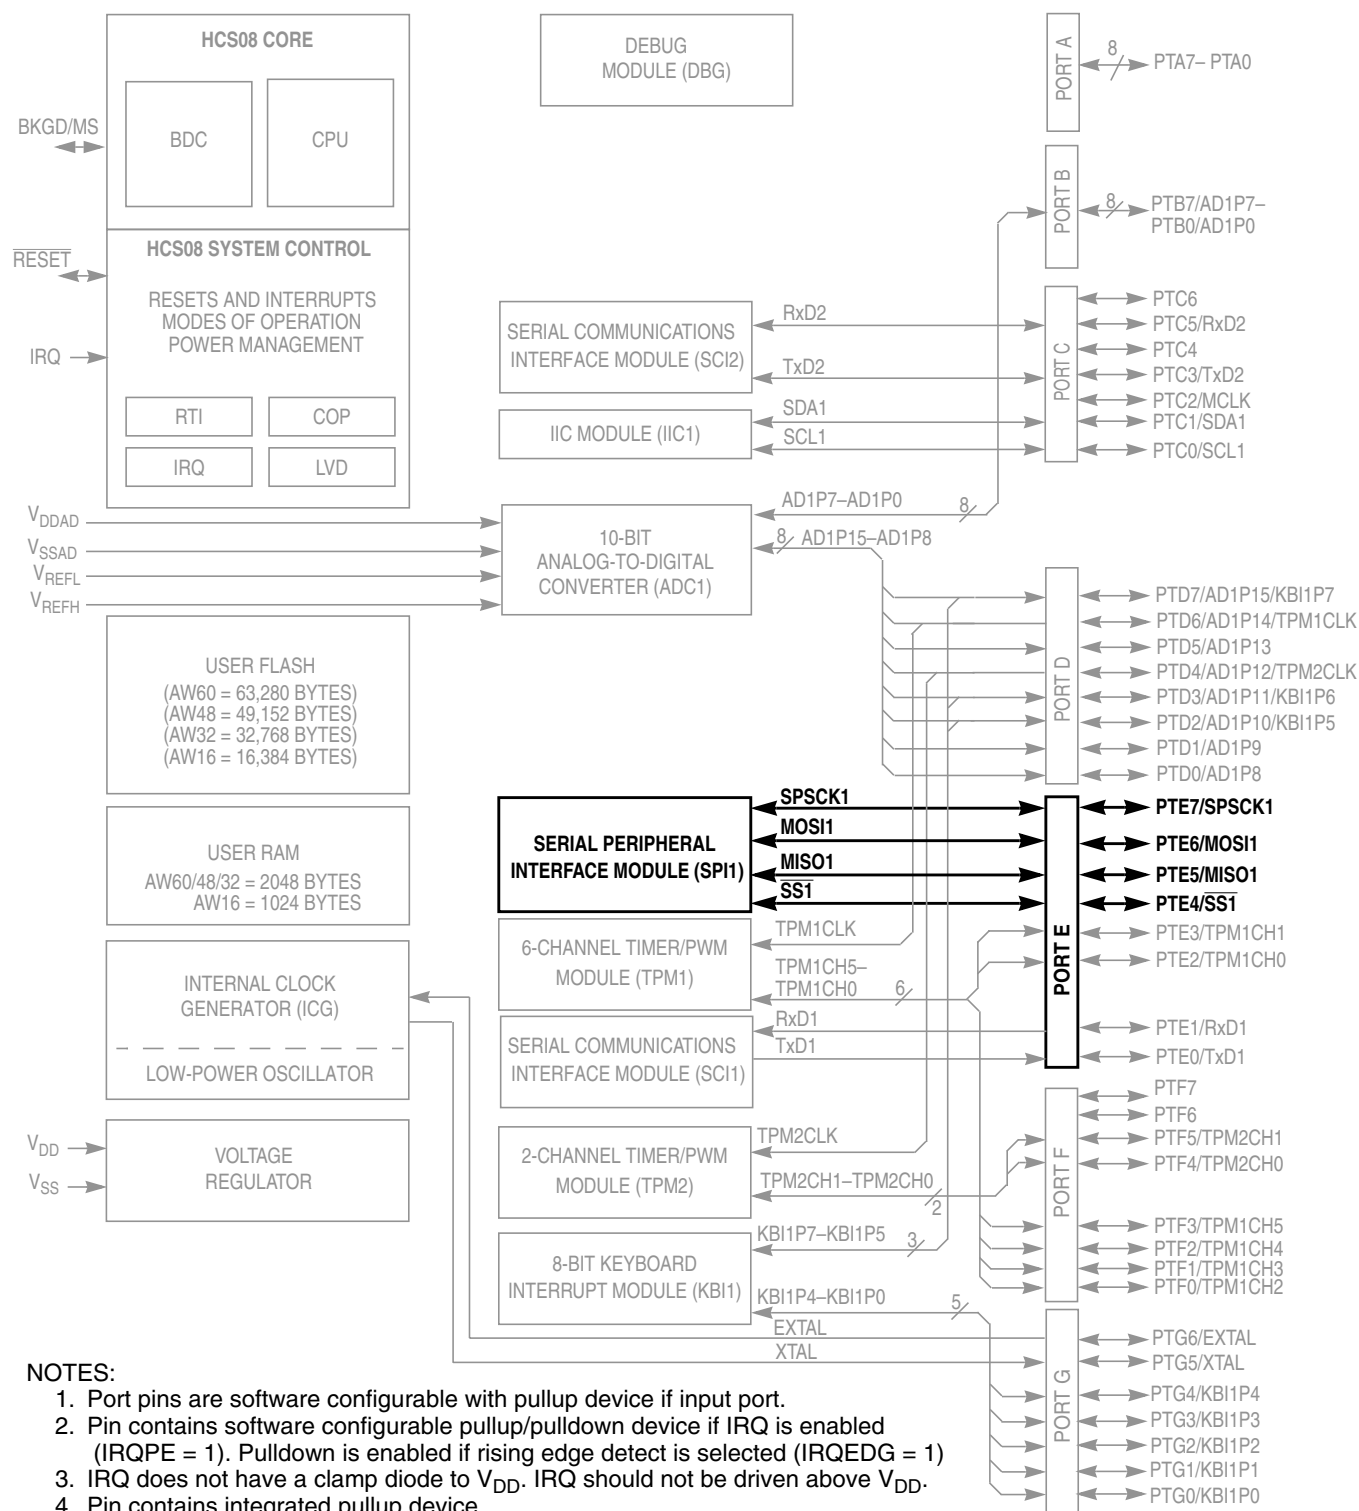 HCS08 CORE
BDC
CPU
BKGD/MS
HCS08 SYSTEM CONTROL
RESET
RESETS AND INTERRUPTS
MODES OF OPERATION
POWER MANAGEMENT
IRQ
RTI
COP
IRQ
LVD
VDDAD
VSSAD
VREFL
VREFH
USER FLASH
(AW60 = 63,280 BYTES)
(AW48 = 49,152 BYTES)
(AW32 = 32,768 BYTES)
(AW16 = 16,384 BYTES)
USER RAM
AW60/48/32 = 2048 BYTES
AW16 = 1024 BYTES
INTERNAL CLOCK
GENERATOR (ICG)
LOW-POWER OSCILLATOR
VDD
VSS
VOLTAGE
REGULATOR
DEBUG
MODULE (DBG)
SERIAL COMMUNICATIONS
INTERFACE MODULE (SCI2)
RxD2
TxD2
IIC MODULE (IIC1)
SDA1
SCL1
10-BIT
ANALOG-TO-DIGITAL
CONVERTER (ADC1)
AD1P7–AD1P0
8
8
AD1P15–AD1P8
SERIAL PERIPHERAL
INTERFACE MODULE (SPI1)
SPSCK1
MOSI1
MISO1
SS1
6-CHANNEL TIMER/PWM
MODULE (TPM1)
TPM1CLK
TPM1CH5–
TPM1CH0
6
SERIAL COMMUNICATIONS
INTERFACE MODULE (SCI1)
RxD1
TxD1
2-CHANNEL TIMER/PWM
MODULE (TPM2)
TPM2CLK
TPM2CH1–TPM2CH0
2
8-BIT KEYBOARD
INTERRUPT MODULE (KBI1)
KBI1P7–KBI1P5
3
KBI1P4–KBI1P0
5
EXTAL
XTAL
PORT A
8
PTA7– PTA0
PORT B
8
PTB7/AD1P7–
PTB0/AD1P0
PORT C
PTC6
PTC5/RxD2
PTC4
PTC3/TxD2
PTC2/MCLK
PTC1/SDA1
PTC0/SCL1
PORT D
PTD7/AD1P15/KBI1P7
PTD6/AD1P14/TPM1CLK
PTD5/AD1P13
PTD4/AD1P12/TPM2CLK
PTD3/AD1P11/KBI1P6
PTD2/AD1P10/KBI1P5
PTD1/AD1P9
PTD0/AD1P8
PORT E
PTE7/SPSCK1
PTE6/MOSI1
PTE5/MISO1
PTE4/SS1
PTE3/TPM1CH1
PTE2/TPM1CH0
PTE1/RxD1
PTE0/TxD1
PORT F
PTF7
PTF6
PTF5/TPM2CH1
PTF4/TPM2CH0
PTF3/TPM1CH5
PTF2/TPM1CH4
PTF1/TPM1CH3
PTF0/TPM1CH2
PORT G
PTG6/EXTAL
PTG5/XTAL
PTG4/KBI1P4
PTG3/KBI1P3
PTG2/KBI1P2
PTG1/KBI1P1
PTG0/KBI1P0
NOTES:
1. Port pins are software configurable with pullup device if input port.
2. Pin contains software configurable pullup/pulldown device if IRQ is enabled
(IRQPE = 1). Pulldown is enabled if rising edge detect is selected (IRQEDG = 1)
3. IRQ does not have a clamp diode to VDD. IRQ should not be driven above VDD.
4. Pin contains integrated pullup device